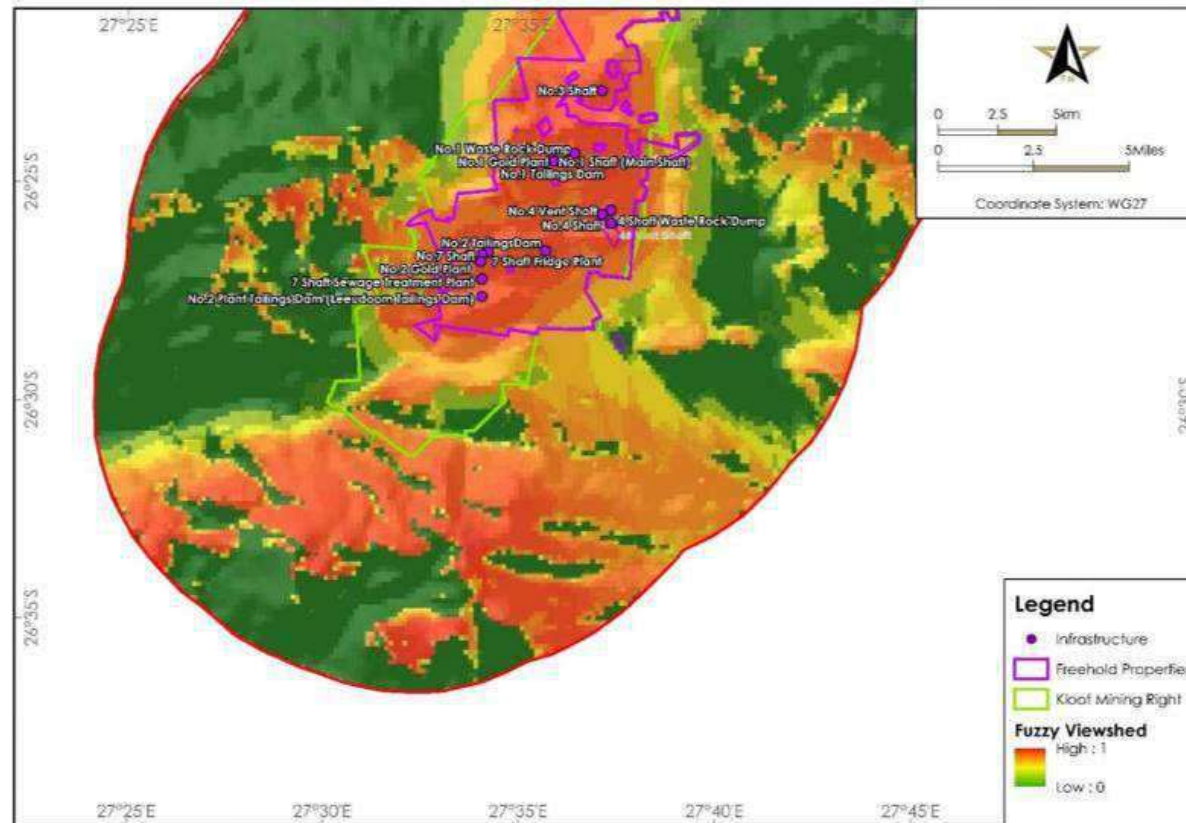 27°25'E
27°35'E
0 2.5 5km
0 2.5 5Miles
Coordinate System: WG27
No.3 Shaft
No.1 Waste Rock Dump
No.1 Gold Plant
No.1 Shaft (Main Shaft)
No.1 Tailings Dam
No.4 Vent Shaft
4 Shaft Waste Rock Dump
No.4 Shaft
No.2 TailingsDam
No.7 Shaft
7 Shaft Fridge Plant
No.2 Gold Plant
7 Shaft Sewage Treatment Plant
No.2 Plant Tailings Dam (Leeudoorn Tailings Dam)
26°25'S
26°30'S
26°35'S
Legend
Infrastructure
Freehold Propertie
Kloof Mining Right
Fuzzy Viewshed
High : 1
Low : 0
27°25'E
27°30'E
27°35'E
27°40'E
27°45'E